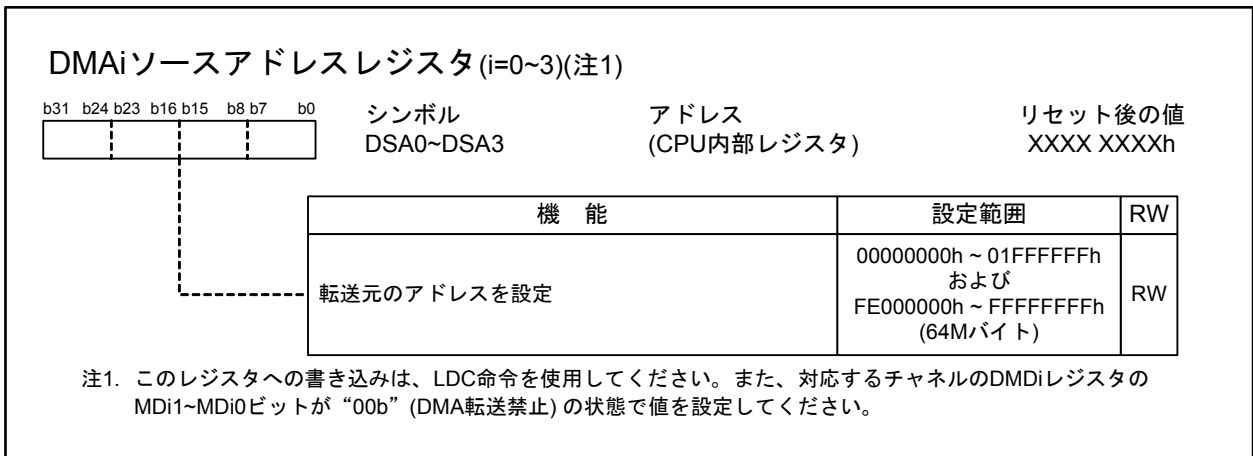 DMAiソースアドレスレジスタ(i=0~3)(注1)
b31 b24 b23 b16 b15 b8 b7 b0
シンボル アドレス リセット後の値
DSA0~DSA3 (CPU内部レジスタ) XXXX XXXXh
機 能 設定範囲 RW
転送元のアドレスを設定
00000000h ~ 01FFFFFFh
および
FE000000h ~ FFFFFFFFh
(64Mバイト)
RW
注1. このレジスタへの書き込みは、LDC命令を使用してください。また、対応するチャネルのDMDiレジスタの
MDi1~MDi0ビットが“00b”(DMA転送禁止) の状態で値を設定してください。